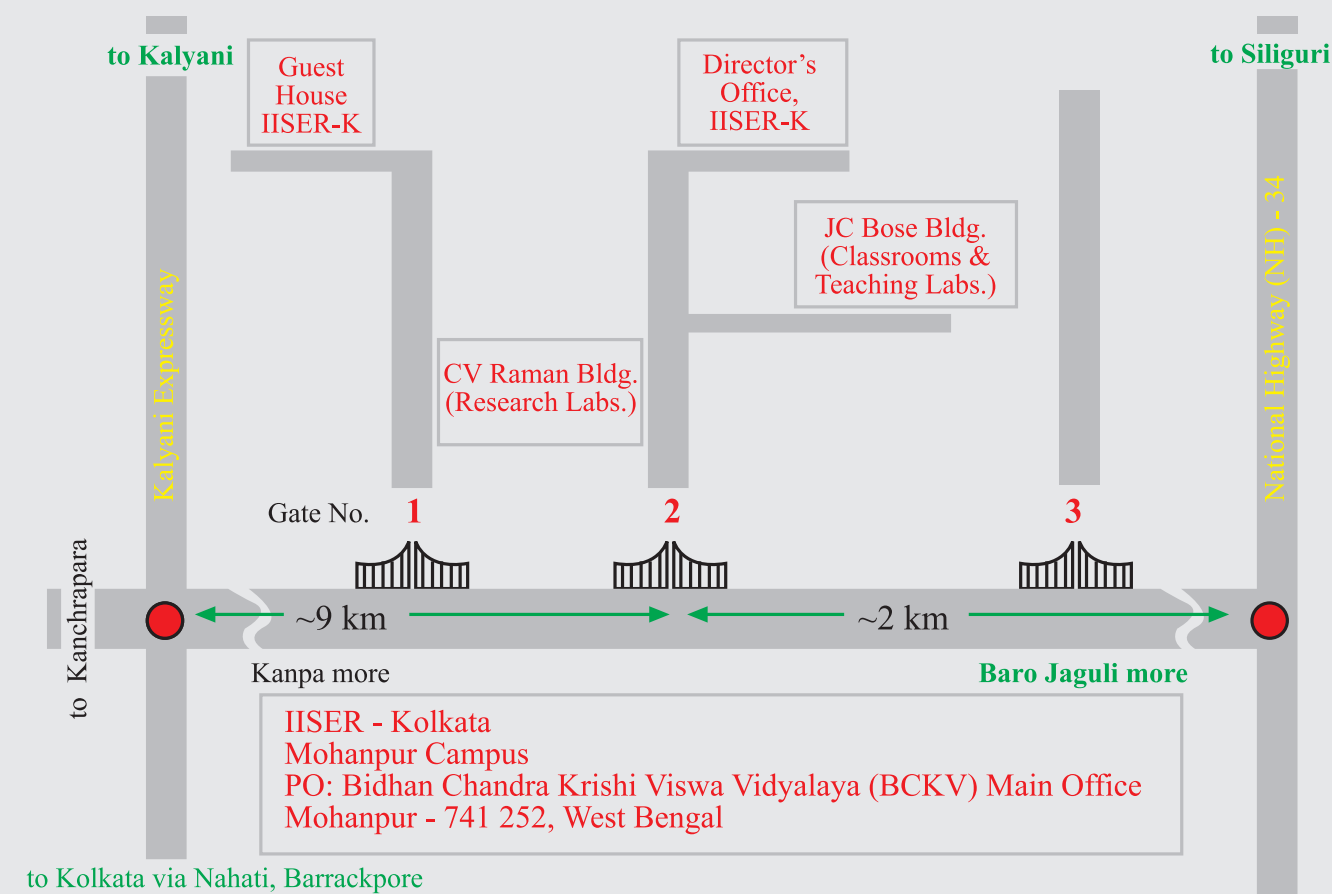 to Kalyani
to Siliguri
Guest
House
IISER-K
Director’s
Office,
IISER-K
JC Bose Bldg.
(Classrooms &
Teaching Labs.)
Kalyani Expressway
National Highway (NH) - 34
CV Raman Bldg.
(Research Labs.)
Gate No. 1 2 3
to Kanchrapara
~9 km
~2 km
Kanpa more
Baro Jaguli more
IISER - Kolkata
Mohanpur Campus
PO: Bidhan Chandra Krishi Viswa Vidyalaya (BCKV) Main Office
Mohanpur - 741 252, West Bengal
to Kolkata via Nahati, Barrackpore